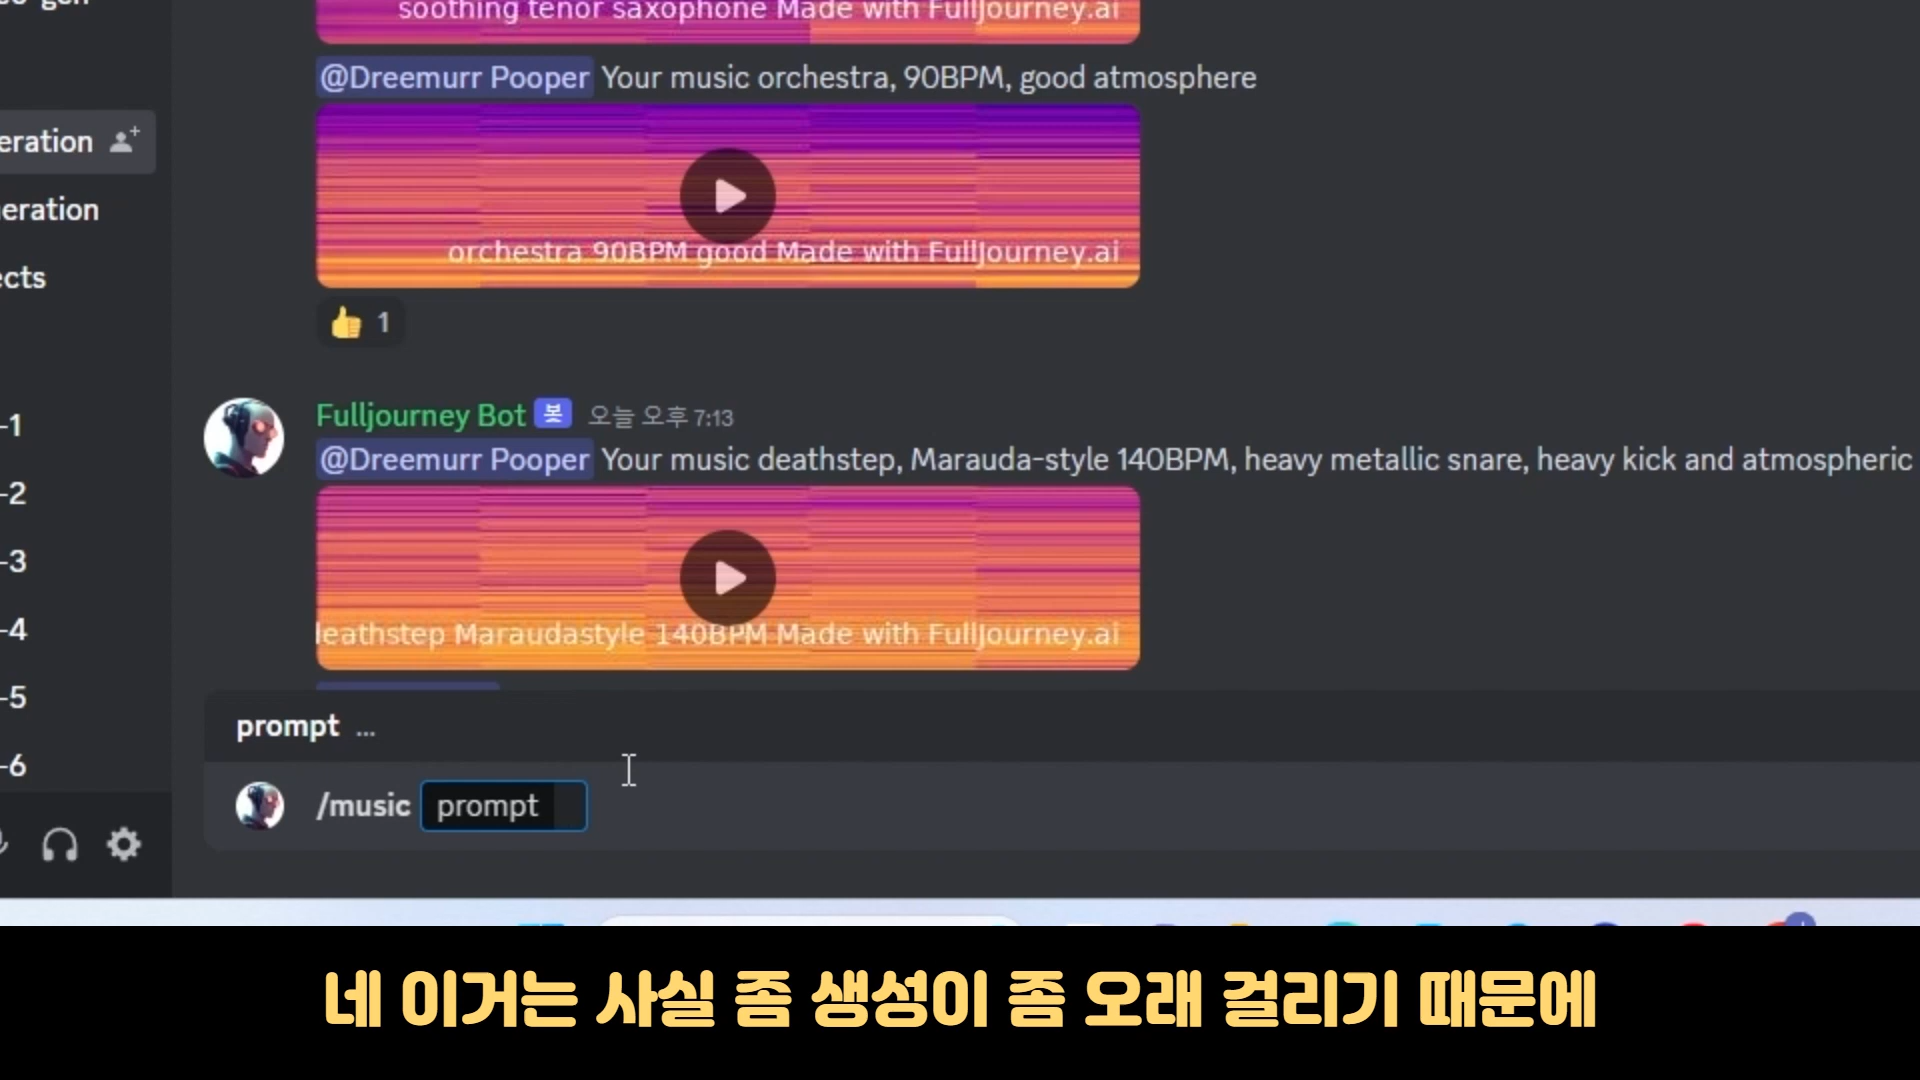 soothing tenor saxophone Made with FullJourney.ai
@Dreemurr Pooper Your music orchestra, 90BPM, good atmosphere
eration
orchestra 90BPM good Made with FullJourney.ai
neration
ects
👍 1
Fulljourney Bot 봇 오늘 오후 7:13
-1
@Dreemurr Pooper Your music deathstep, Marauda-style 140BPM, heavy metallic snare, heavy kick and atmospheric
-2
-3
leathstep Maraudastyle 140BPM Made with FullJourney.ai
-4
-5
prompt ...
-6
/music prompt
네 이거는 사실 좀 생성이 좀 오래 걸리기 때문에